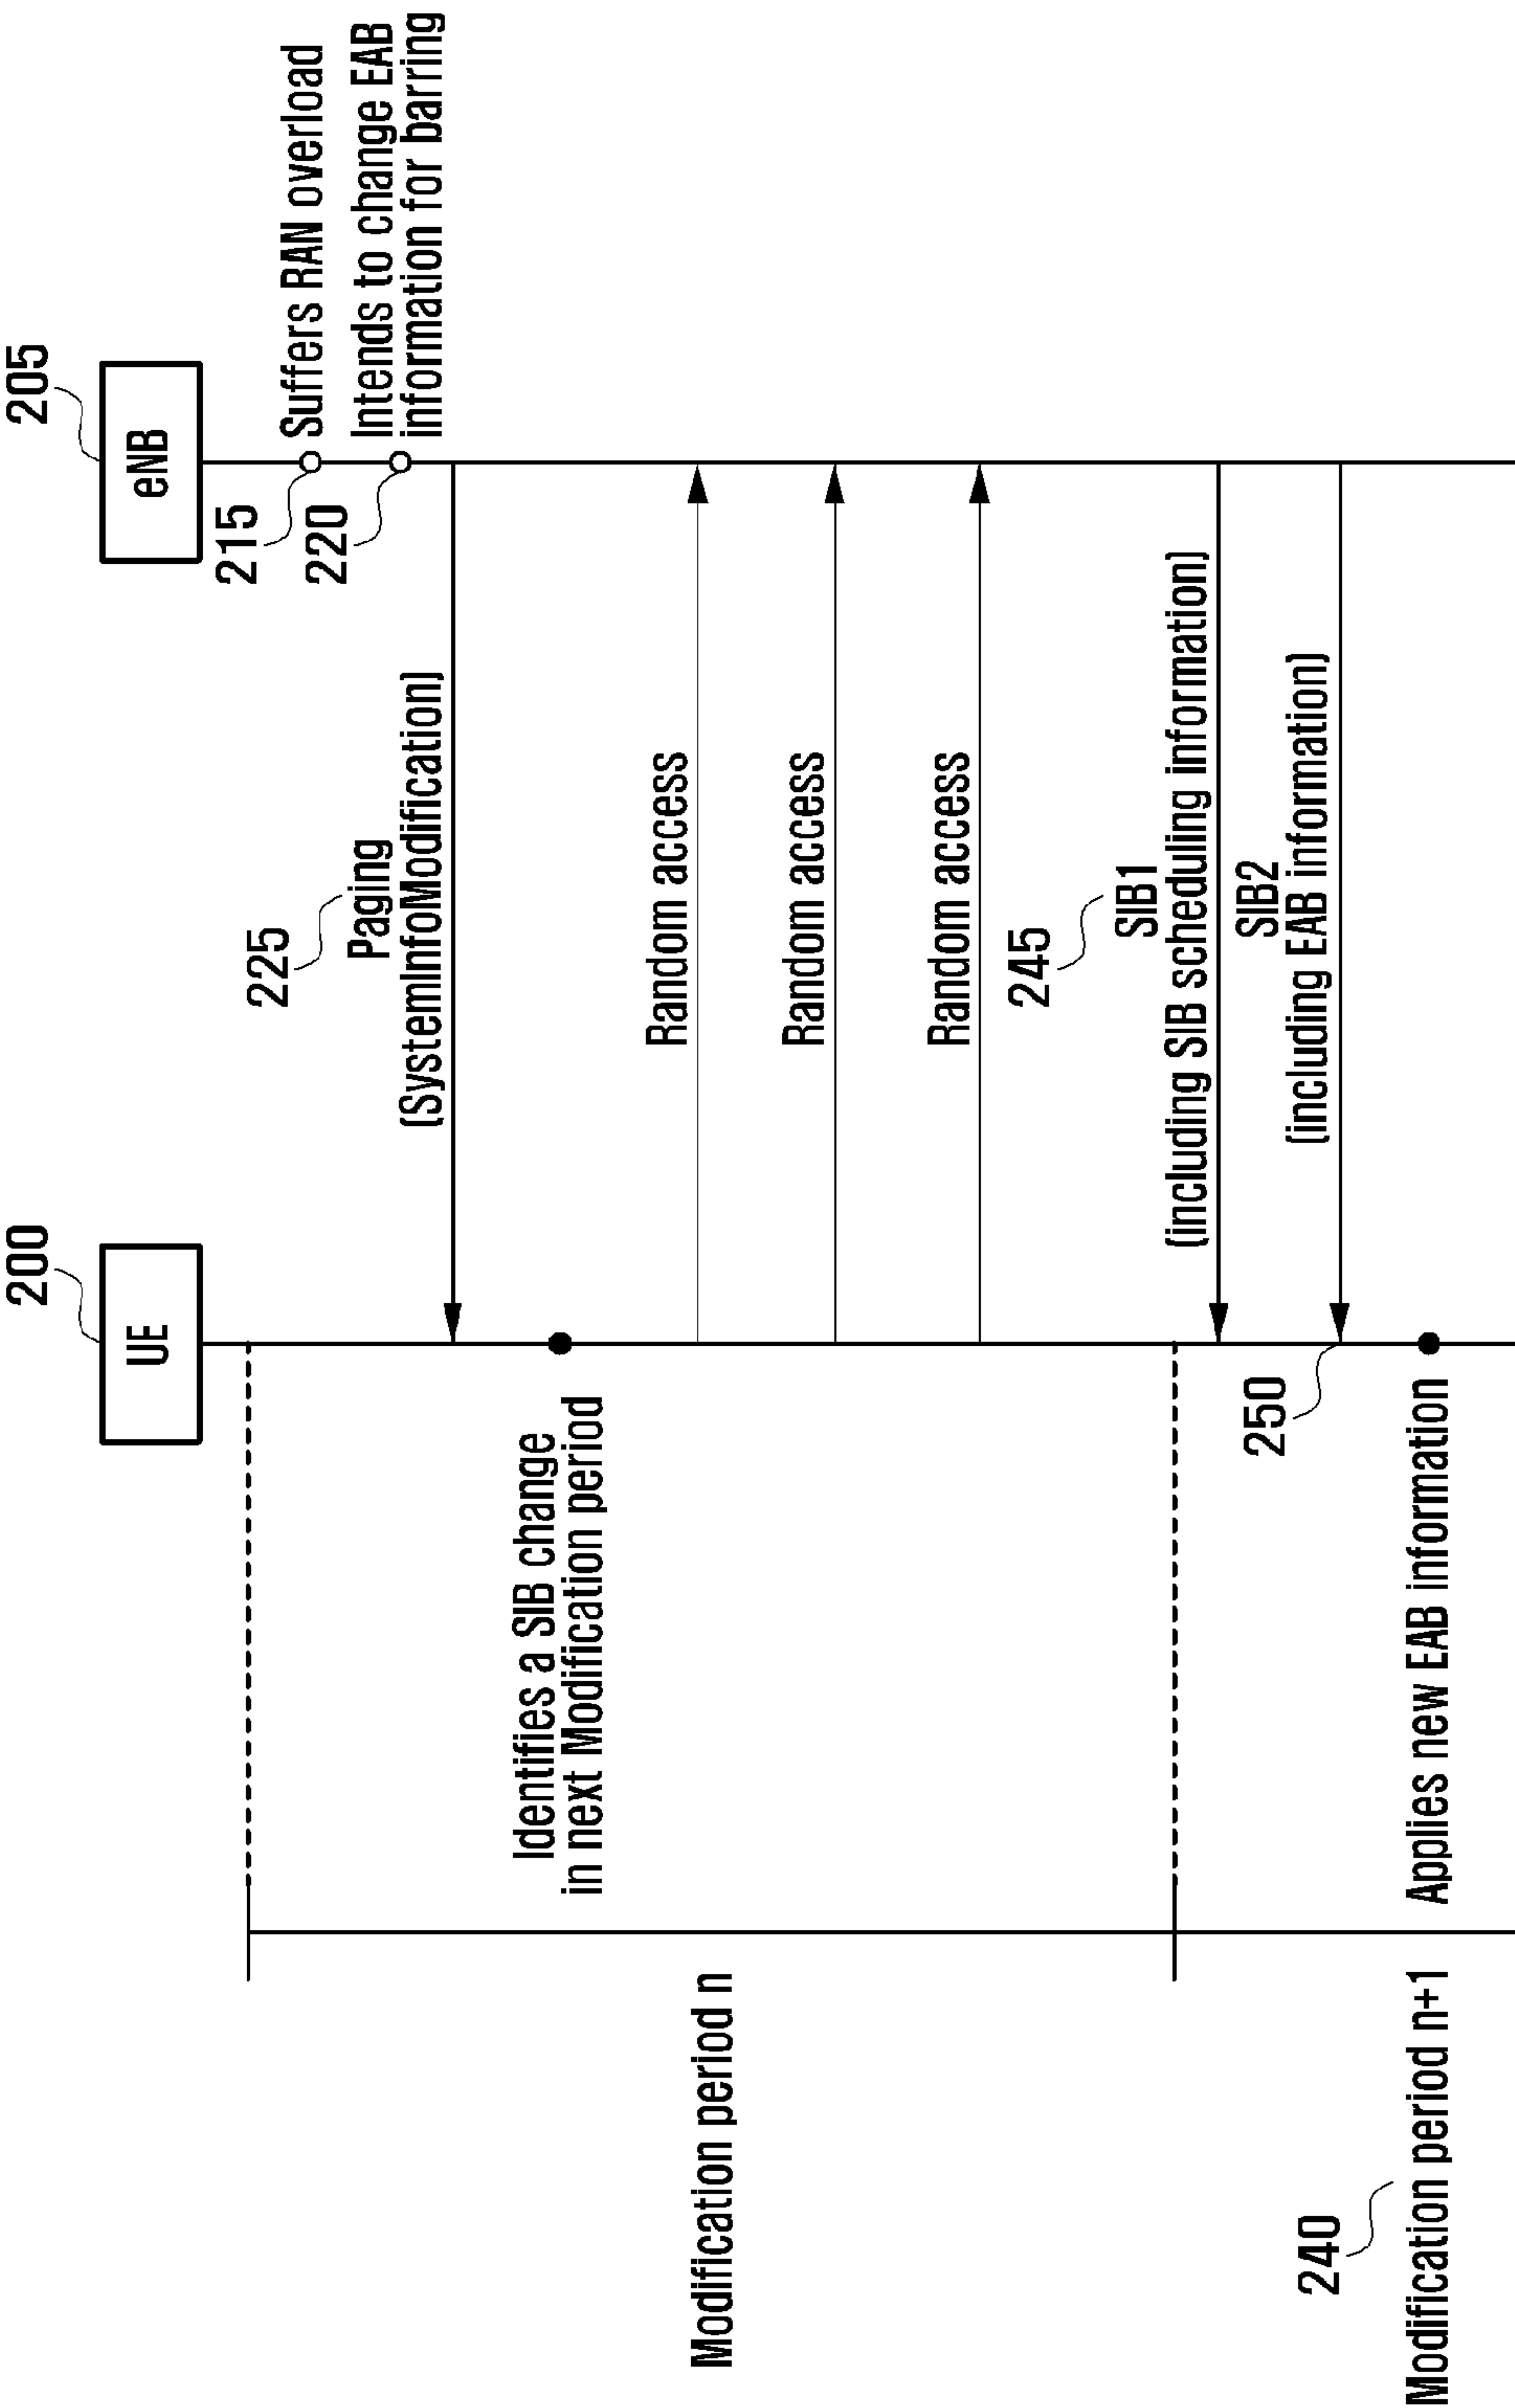 200
205
UE
eNB
215
Suffers RAN overload
220
Intends to change EAB
information for barring
225
Paging
(SystemInfoModification)
Identifies a SIB change
in next Modification period
Modification period n
Random access
Random access
Random access
245
SIB1
(including SIB scheduling information)
SIB2
(including EAB information)
250
240
Modification period n+1
Applies new EAB information